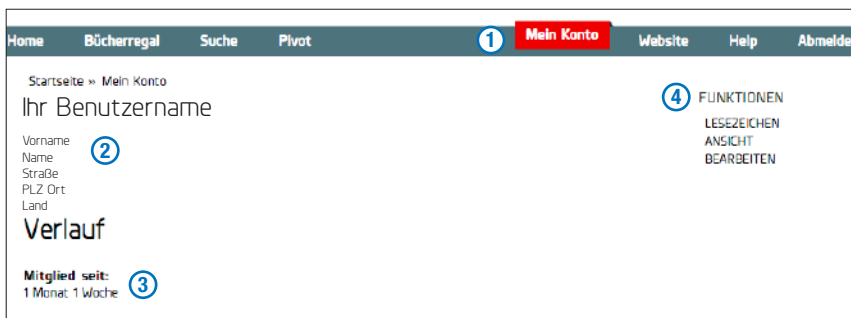 Home Bücherregal Suche Pivot 1 Mein Konto Website Help Abmelde
Startseite » Mein Konto
Ihr Benutzername
Vorname
Name
Straße
PLZ Ort
Land
2
Verlauf
Mitglied seit:
1 Monat 1 Woche
3
4 FUNKTIONEN
LESEZEICHEN
ANSICHT
BEARBEITEN